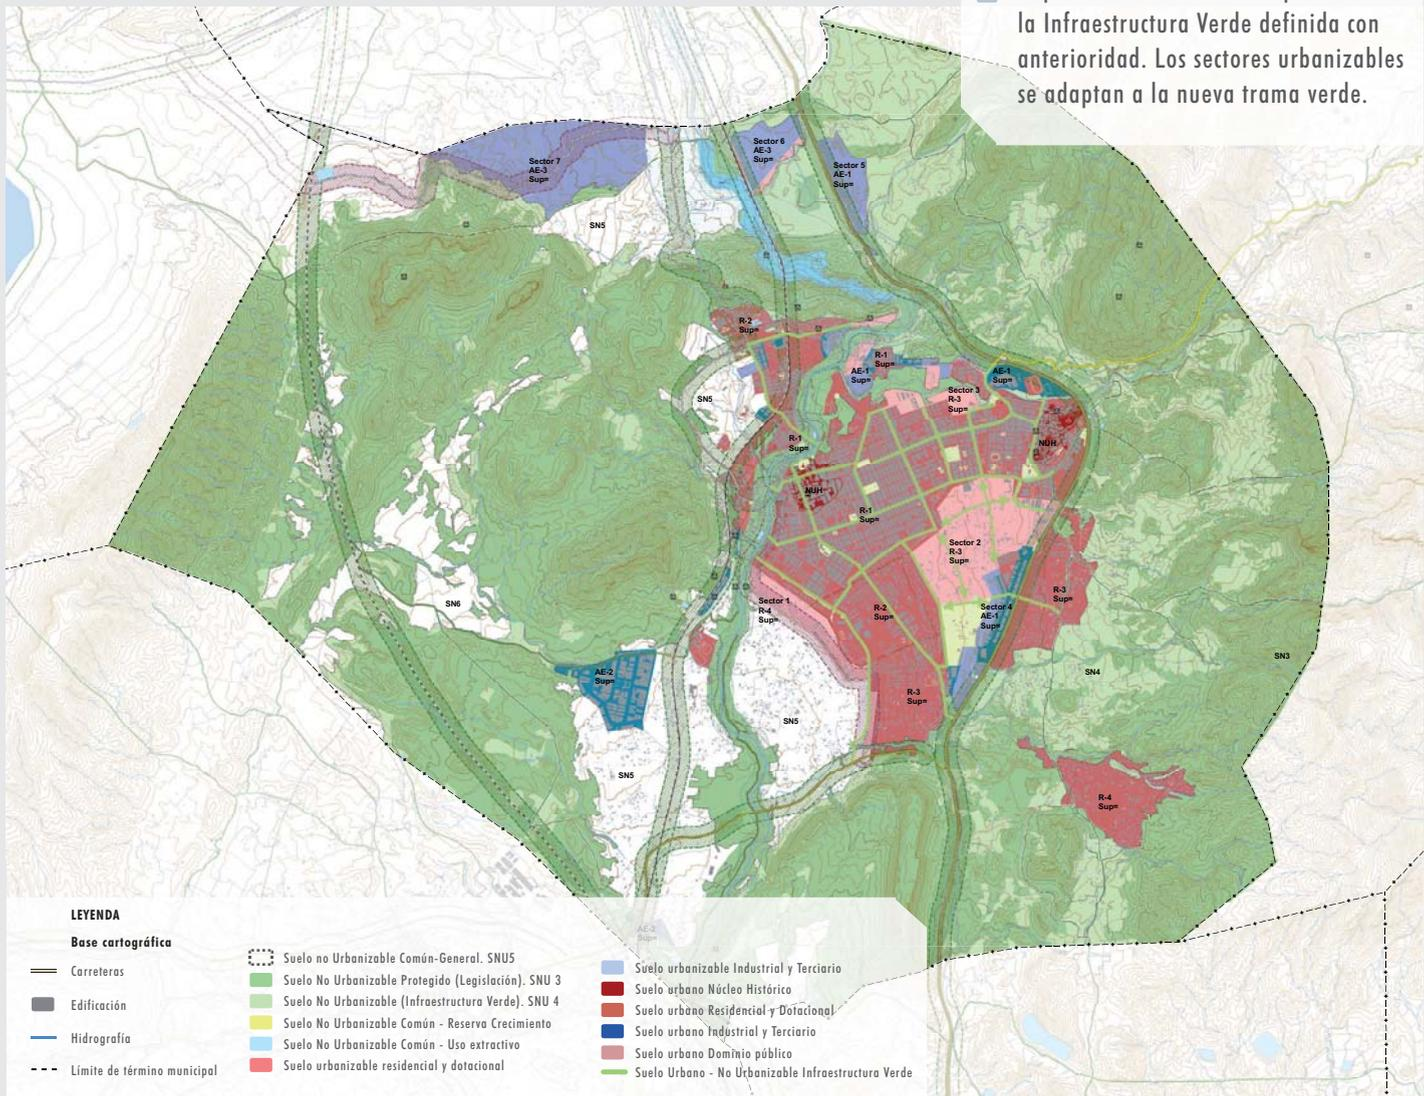 la Infraestructura Verde definida con
anterioridad. Los sectores urbanizables
se adaptan a la nueva trama verde.
Sector 7
AE-3
Sup=
Sector 6
AE-3
Sup=
Sector 5
AE-1
Sup=
SN5
R-2
Sup=
R-1
Sup=
AE-1
Sup=
AE-1
Sup=
Sector 3
R-3
Sup=
SN5
R-1
Sup=
NUH
NUH
R-1
Sup=
Sector 2
R-3
Sup=
SN6
Sector 1
R-4
Sup=
R-2
Sup=
Sector 4
AE-1
Sup=
R-3
Sup=
SN3
SN4
AE-2
Sup=
R-3
Sup=
SN5
SN5
R-4
Sup=
AE-2
Sup=
LEYENDA
Base cartográfica
Carreteras
Edificación
Hidrografía
Límite de término municipal
Suelo no Urbanizable Común-General. SNU5
Suelo No Urbanizable Protegido (Legislación). SNU 3
Suelo No Urbanizable (Infraestructura Verde). SNU 4
Suelo No Urbanizable Común - Reserva Crecimiento
Suelo No Urbanizable Común - Uso extractivo
Suelo urbanizable residencial y dotacional
Suelo urbanizable Industrial y Terciario
Suelo urbano Núcleo Histórico
Suelo urbano Residencial y Dotacional
Suelo urbano Industrial y Terciario
Suelo urbano Dominio público
Suelo Urbano - No Urbanizable Infraestructura Verde